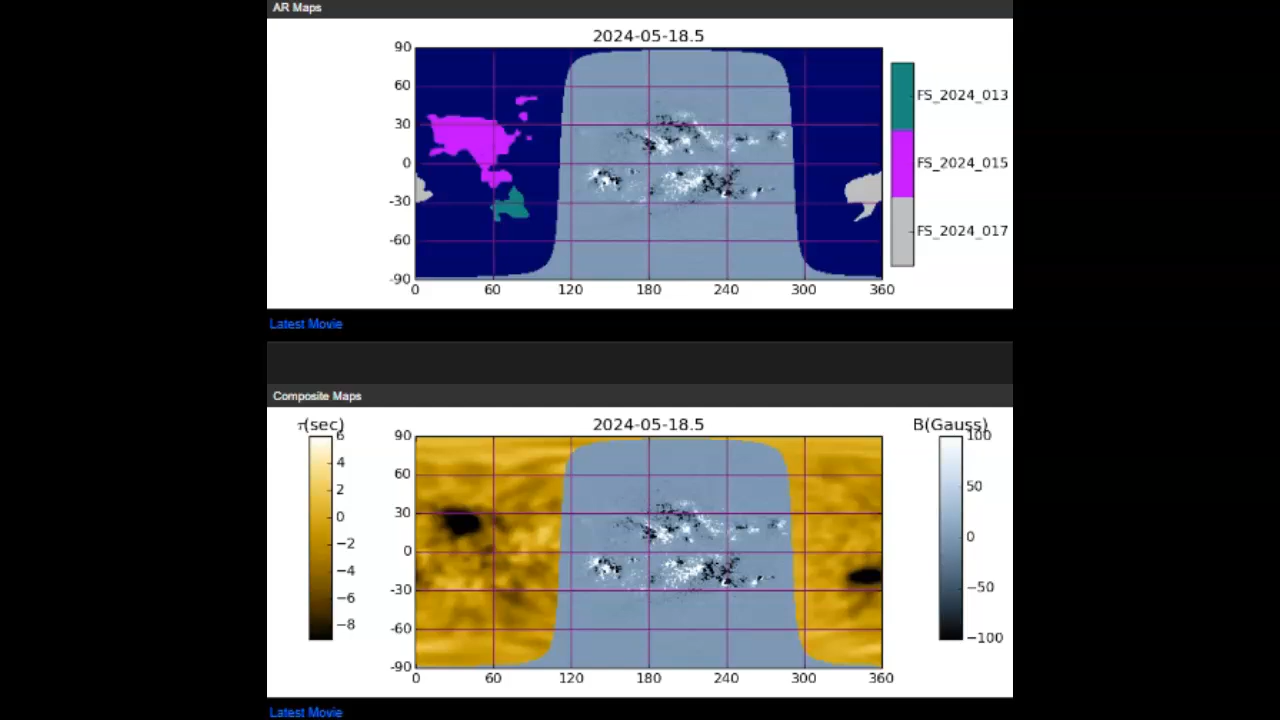 AR Maps
2024-05-18.5
90
60
30
0
-30
-60
-90
0 60 120 180 240 300 360
FS_2024_013
FS_2024_015
FS_2024_017
Latest Movie
Composite Maps
τ(sec)
6
4
2
0
−2
−4
−6
−8
2024-05-18.5
90
60
30
0
-30
-60
-90
0 60 120 180 240 300 360
B(Gauss)
100
50
0
−50
−100
Latest Movie